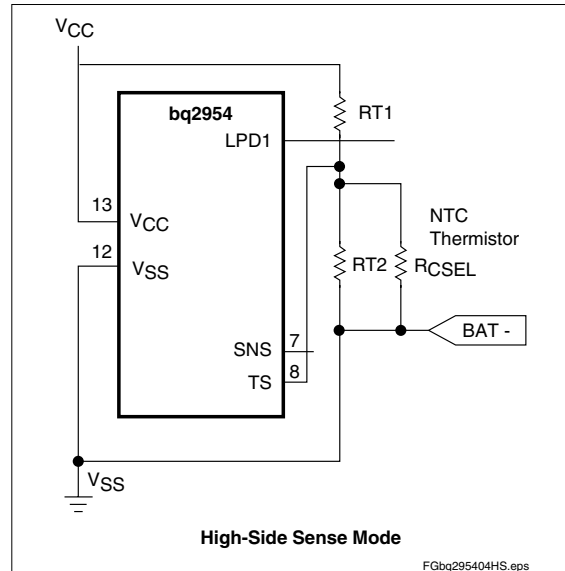 VCC
bq2954
LPD1
RT1
13
VCC
12
VSS
NTC
Thermistor
RT2
RCSEL
BAT -
SNS
7
TS
8
VSS
High-Side Sense Mode
FGbq295404HS.eps